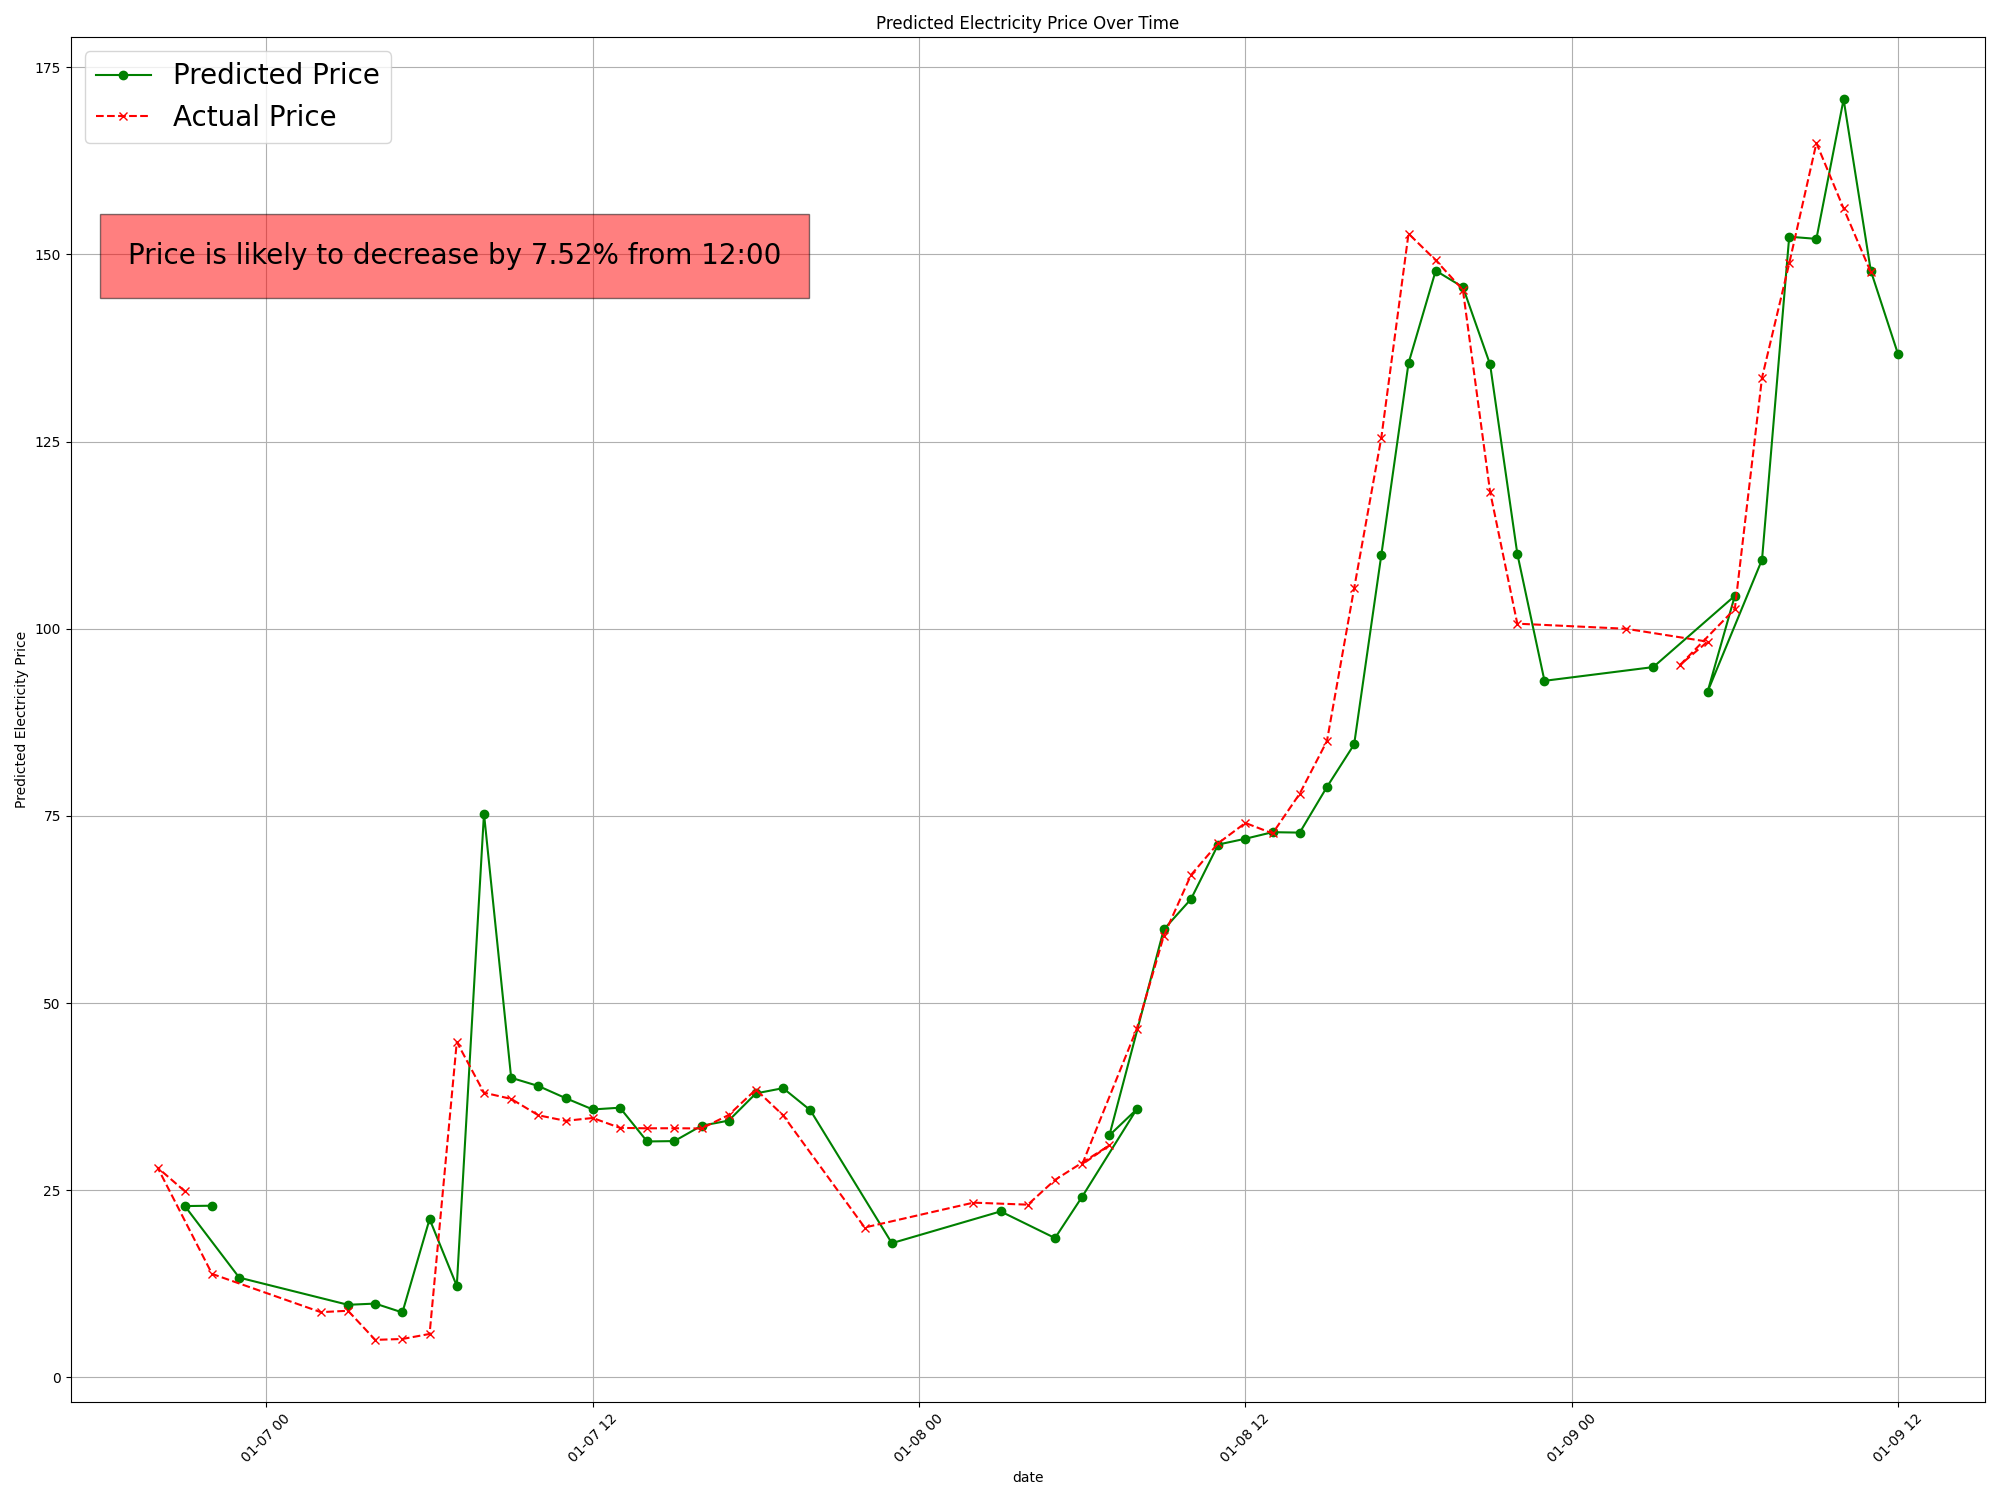 Predicted Electricity Price Over Time
Predicted Price
Actual Price
Price is likely to decrease by 7.52% from 12:00
175
150
125
100
75
50
25
0
Predicted Electricity Price
01-07 00
01-07 12
01-08 00
01-08 12
01-09 00
01-09 12
date